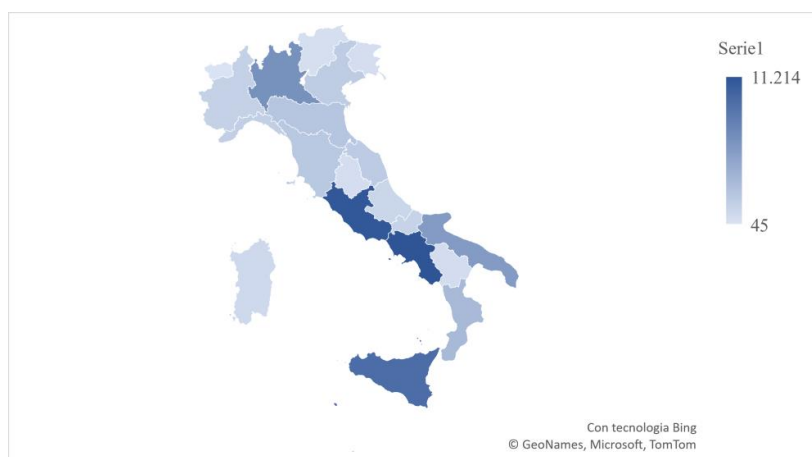 Serie1
11.214
45
Con tecnologia Bing
© GeoNames, Microsoft, TomTom